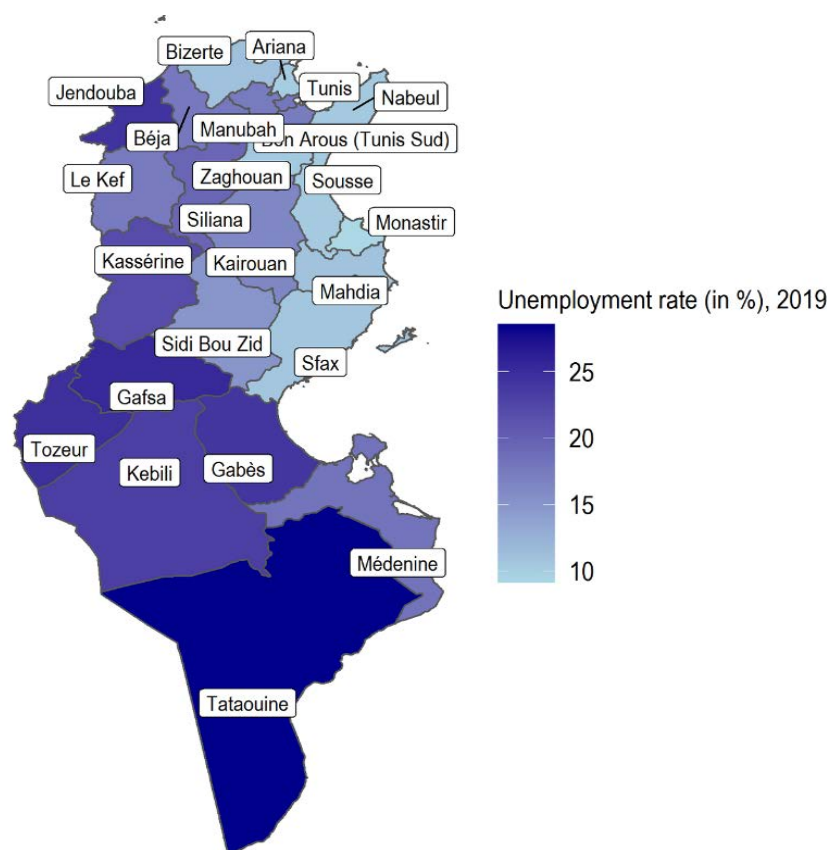 Bizerte
Ariana
Jendouba
Tunis
Nabeul
Béja
Manubah
Ben Arous (Tunis Sud)
Le Kef
Zaghouan
Sousse
Siliana
Monastir
Kassérine
Kairouan
Mahdia
Unemployment rate (in %), 2019
Sidi Bou Zid
Sfax
25
Gafsa
20
Tozeur
Kebili
Gabès
15
10
Médenine
Tataouine